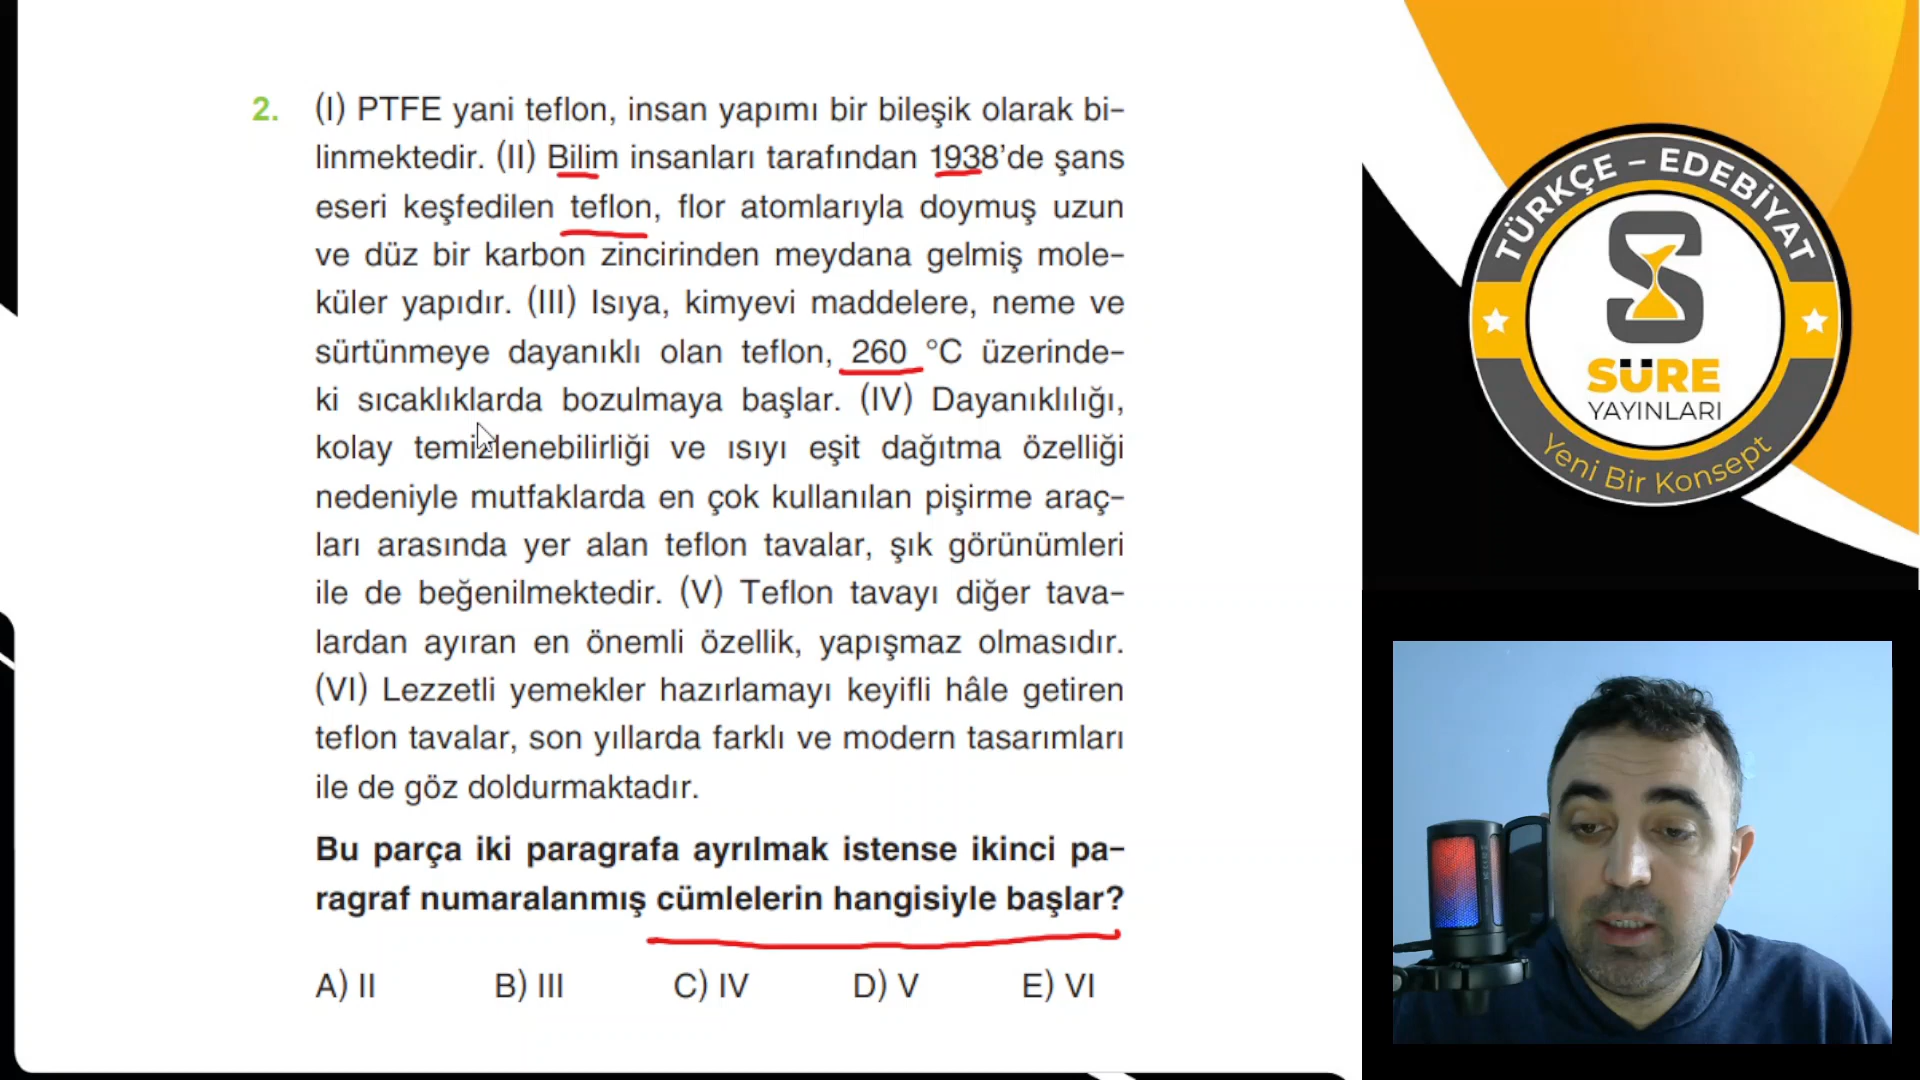 2. (I) PTFE yani teflon, insan yapımı bir bileşik olarak bi-
linmektedir. (II) Bilim insanları tarafından 1938’de şans
eseri keşfedilen teflon, flor atomlarıyla doymuş uzun
ve düz bir karbon zincirinden meydana gelmiş mole-
küler yapıdır. (III) Isıya, kimyevi maddelere, neme ve
sürtünmeye dayanıklı olan teflon, 260 °C üzerinde-
ki sıcaklıklarda bozulmaya başlar. (IV) Dayanıklılığı,
kolay temizlenebilirliği ve ısıyı eşit dağıtma özelliği
nedeniyle mutfaklarda en çok kullanılan pişirme araç-
ları arasında yer alan teflon tavalar, şık görünümleri
ile de beğenilmektedir. (V) Teflon tavayı diğer tava-
lardan ayıran en önemli özellik, yapışmaz olmasıdır.
(VI) Lezzetli yemekler hazırlamayı keyifli hâle getiren
teflon tavalar, son yıllarda farklı ve modern tasarımları
ile de göz doldurmaktadır.
Bu parça iki paragrafa ayrılmak istense ikinci pa-
ragraf numaralanmış cümlelerin hangisiyle başlar?
A) II B) III C) IV D) V E) VI
TÜRKÇE – EDEBİYAT
SÜRE
YAYINLARI
Yeni Bir Konsept